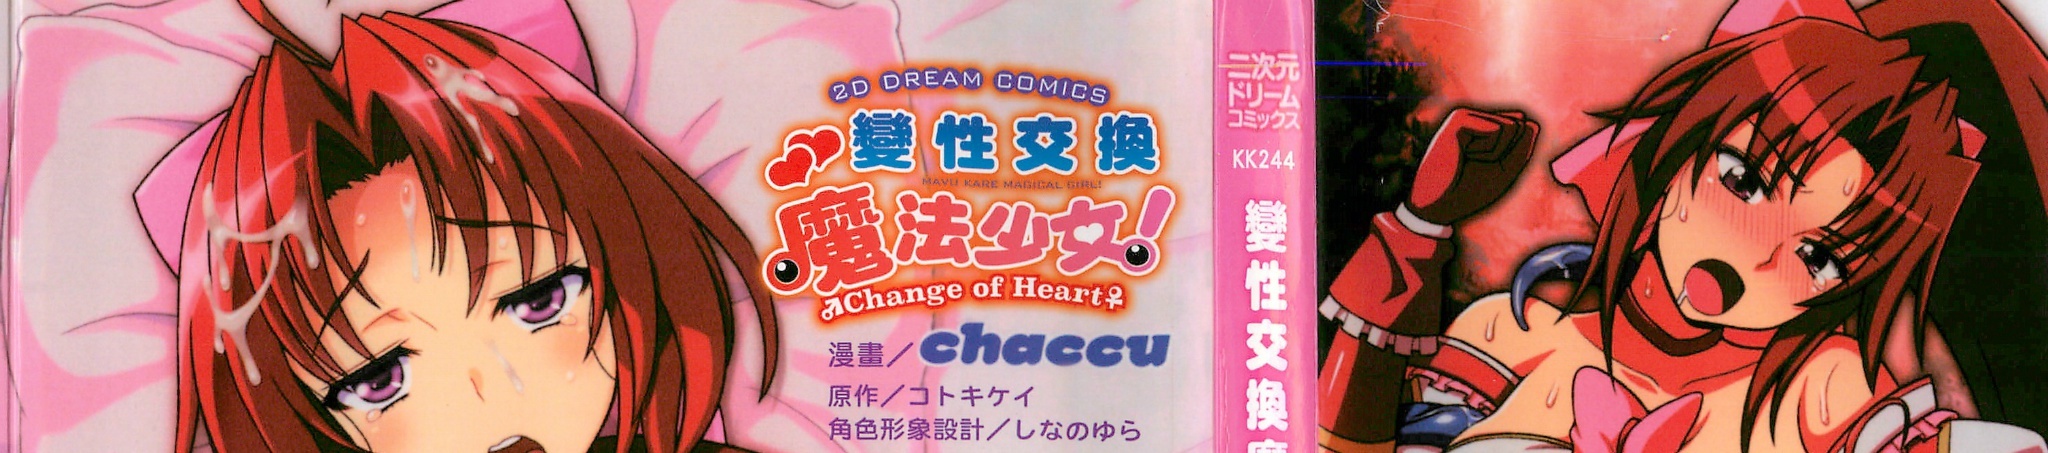 2D DREAM COMICS
變性交換
MAVU KARE MAGICAL GIRL!
魔法少女!
♂Change of Heart♀
漫畫／chaccu
原作／コトキケイ
角色形象設計／しなのゆら
二次元
ドリーム
コミックス
KK244
變性交換